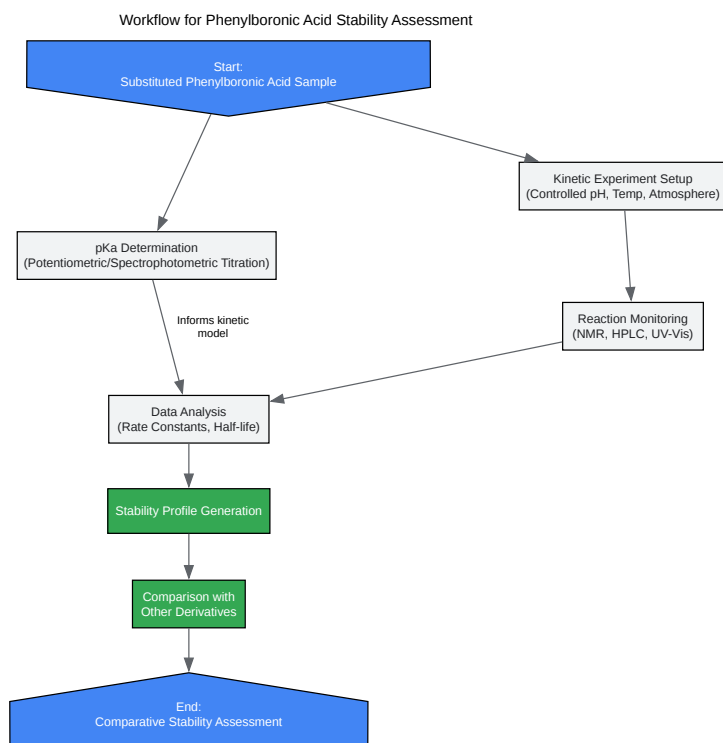 Workflow for Phenylboronic Acid Stability Assessment
Start:
Substituted Phenylboronic Acid Sample
Kinetic Experiment Setup
(Controlled pH, Temp, Atmosphere)
pKa Determination
(Potentiometric/Spectrophotometric Titration)
Informs kinetic
model
Reaction Monitoring
(NMR, HPLC, UV-Vis)
Data Analysis
(Rate Constants, Half-life)
Stability Profile Generation
Comparison with
Other Derivatives
End:
Comparative Stability Assessment